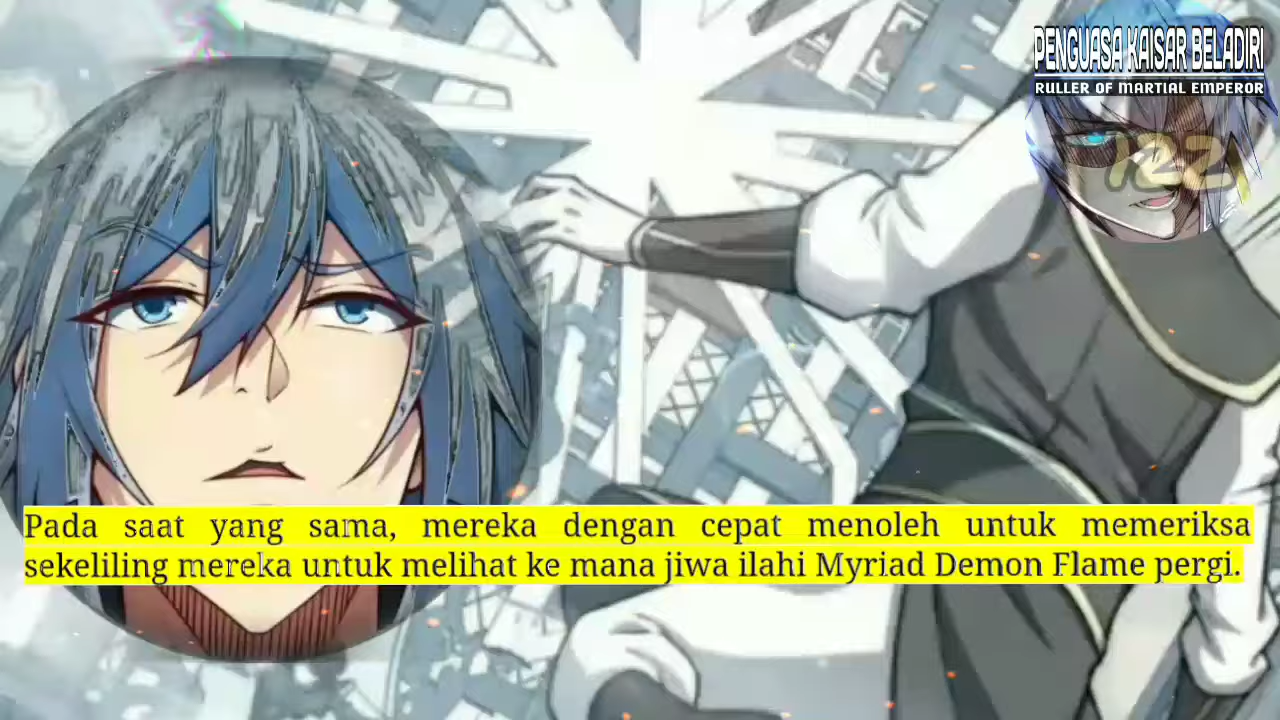 PENGUASA KAISAR BELADIRI
RULLER OF MARTIAL EMPEROR
Pada saat yang sama, mereka dengan cepat menoleh untuk memeriksa
sekeliling mereka untuk melihat ke mana jiwa ilahi Myriad Demon Flame pergi.